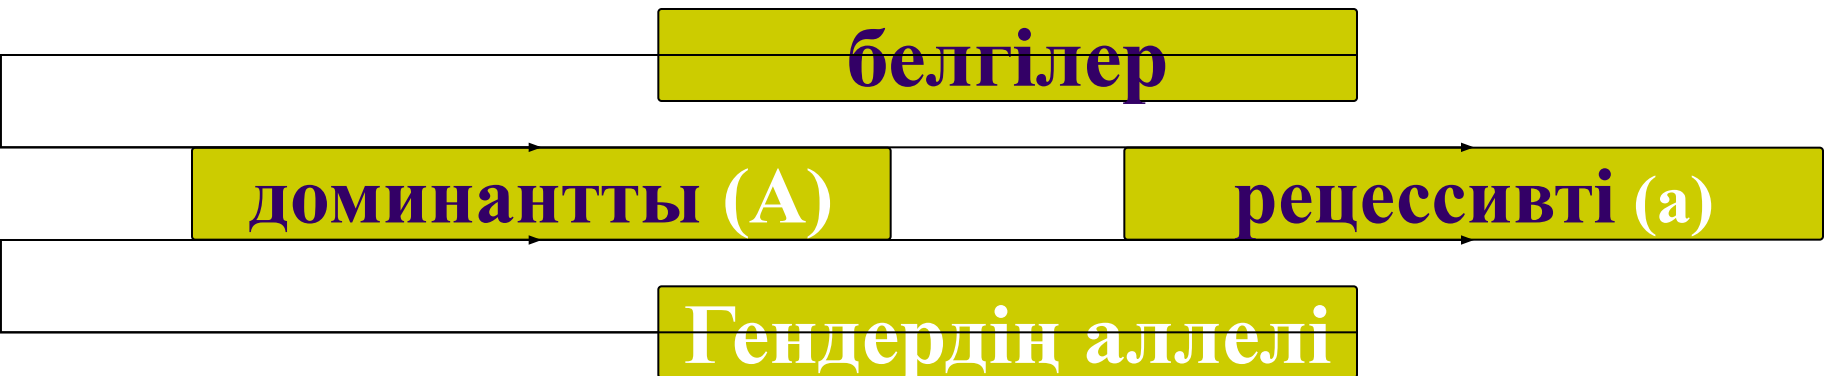 белгілер
доминантты (А)
рецессивті (а)
Гендердің аллелі